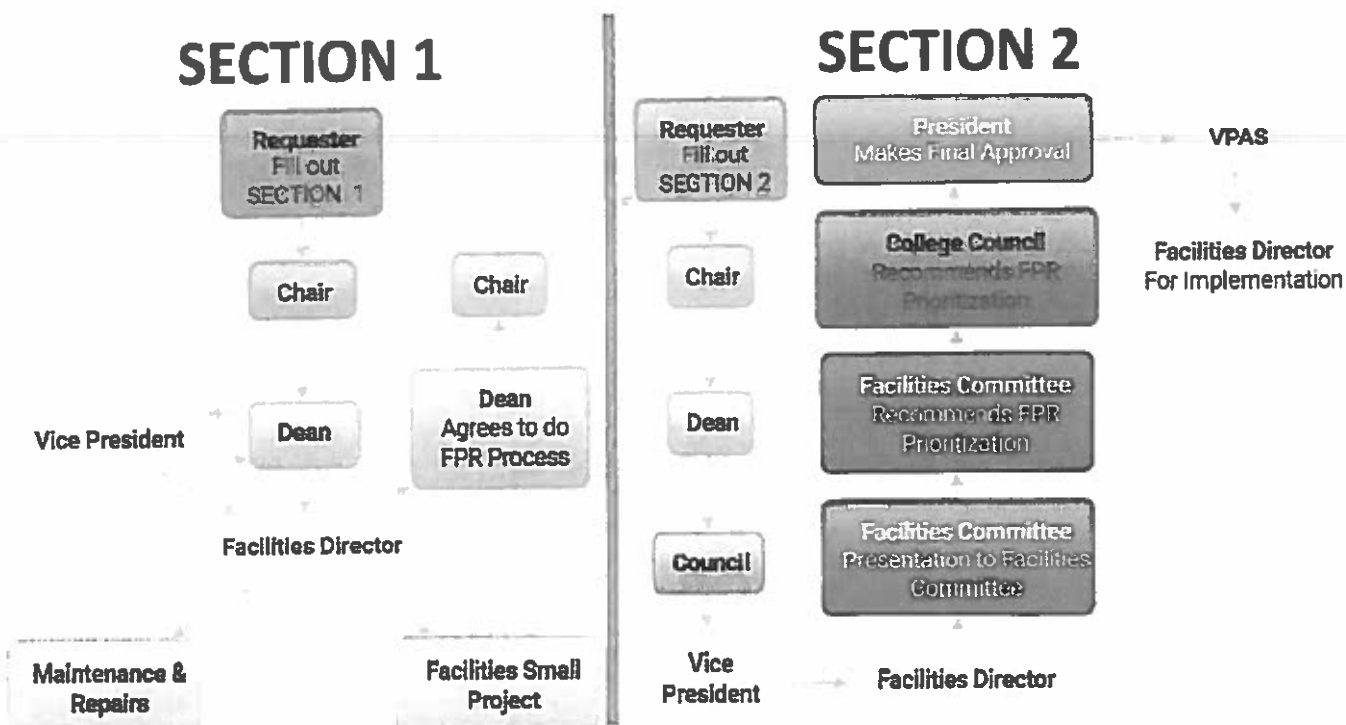 SECTION 1
Requester
Fill out
SECTION 1
Chair
Chair
Dean
Agrees to do
FPR Process
Vice President
Dean
Facilities Director
Maintenance &
Repairs
Facilities Small
Project
SECTION 2
Requester
Fill out
SECTION 2
Chair
Dean
Council
Vice
President
Facilities Director
Facilities Committee
Presentation to Facilities
Committee
Facilities Committee
Recommends FPR
Prioritization
College Council
Recommends FPR
Prioritization
President
Makes Final Approval
VPAS
Facilities Director
For Implementation